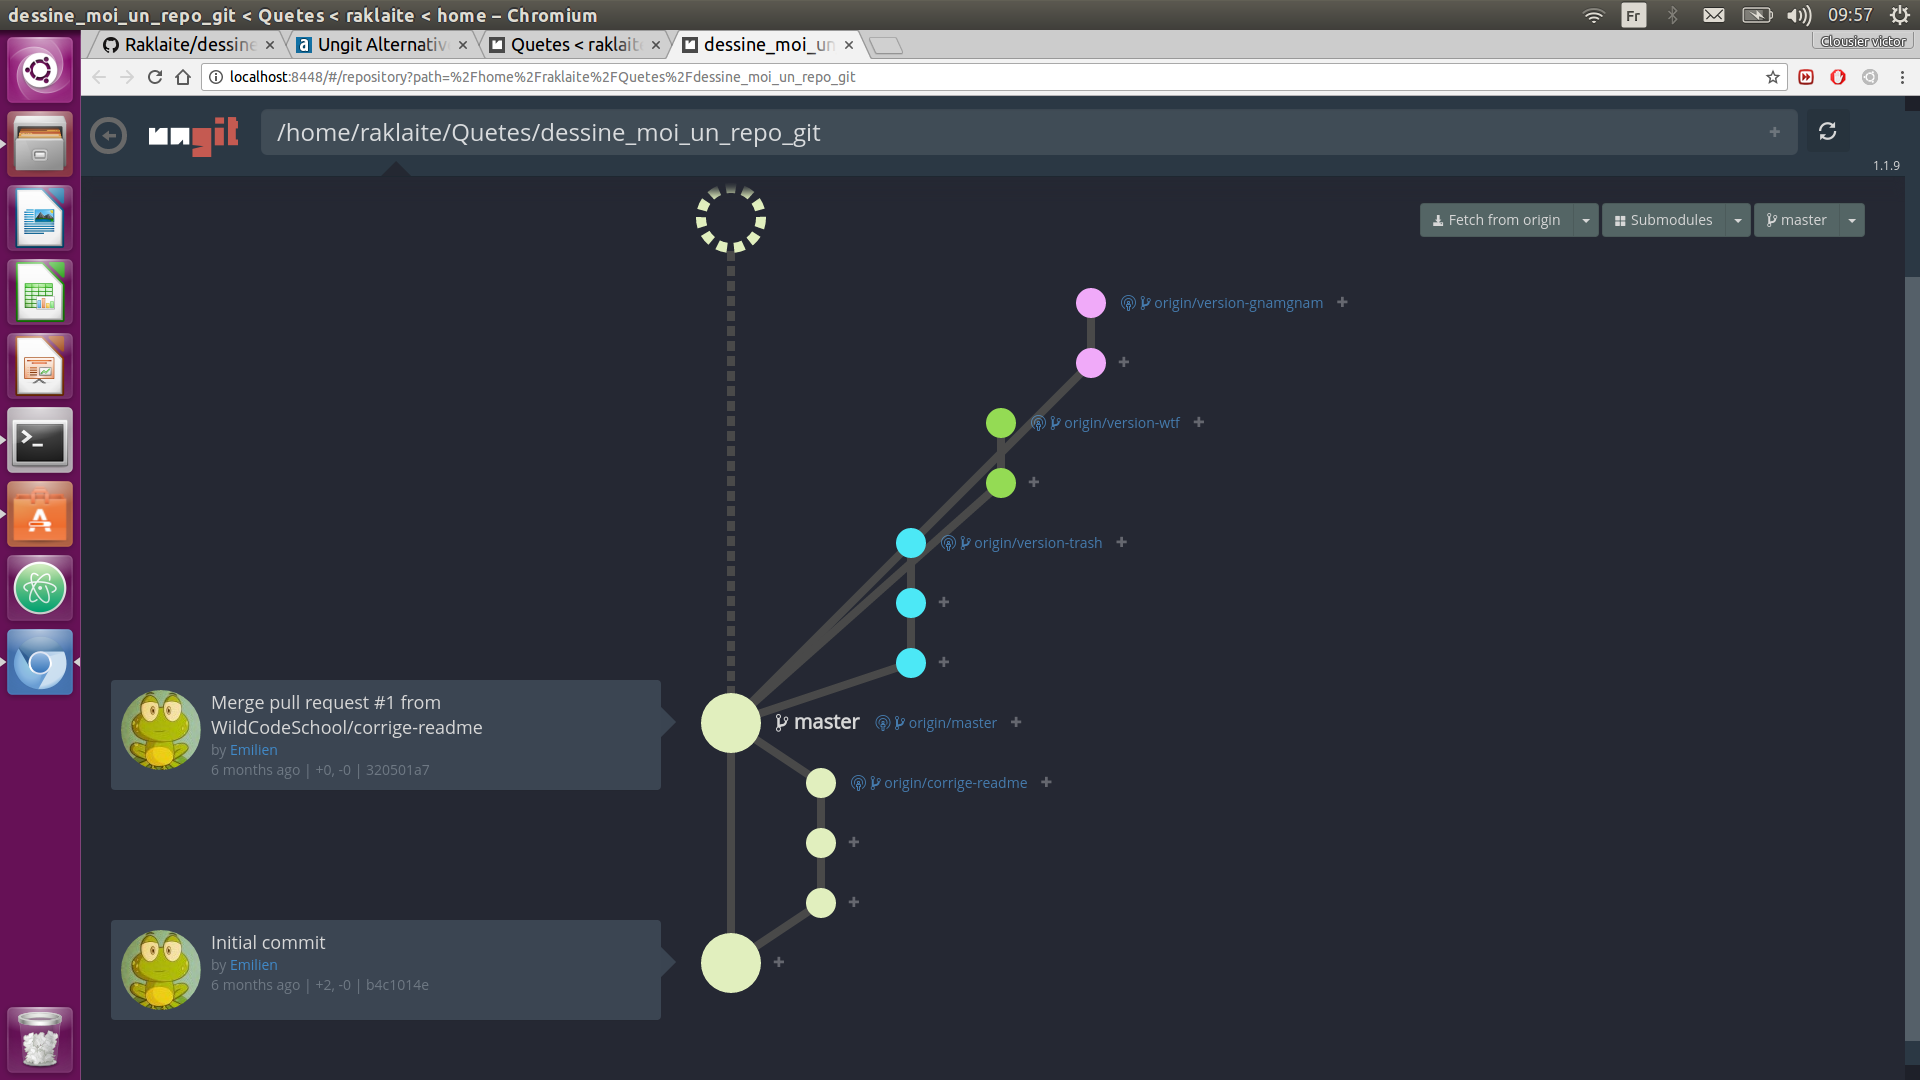 dessine_moi_un_repo_git < Quetes < raklaite < home – Chromium
Fr
09:57
Raklaite/dessine
Ungit Alternativ
Quetes < raklait
dessine_moi_un
Clousier victor
localhost:8448/#/repository?path=%2Fhome%2Fraklaite%2FQuetes%2Fdessine_moi_un_repo_git
ungit
/home/raklaite/Quetes/dessine_moi_un_repo_git
+
1.1.9
Fetch from origin
Submodules
master
origin/version-gnamgnam +
+
origin/version-wtf +
+
origin/version-trash +
+
+
Merge pull request #1 from
WildCodeSchool/corrige-readme
by Emilien
6 months ago | +0, -0 | 320501a7
master origin/master +
origin/corrige-readme +
+
+
Initial commit
by Emilien
6 months ago | +2, -0 | b4c1014e
+